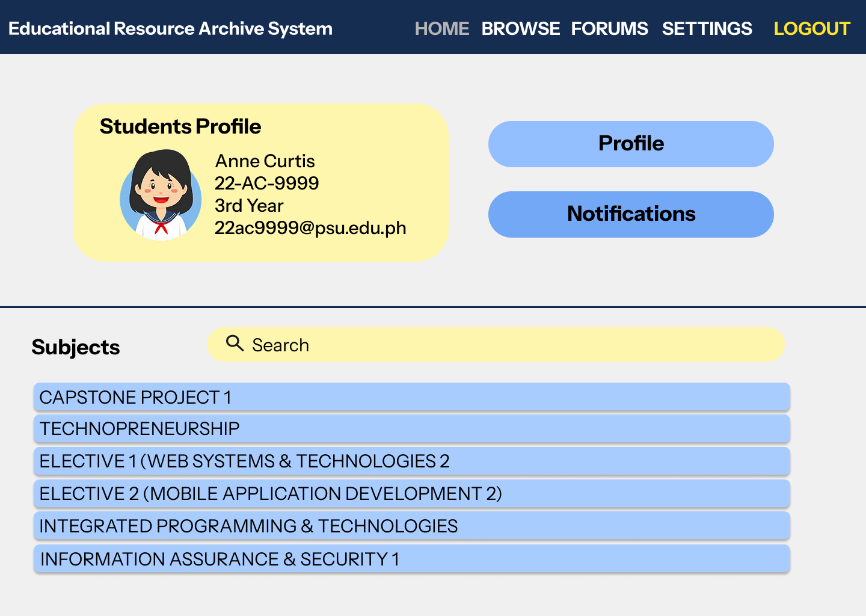 Educational Resource Archive System
HOME BROWSE FORUMS SETTINGS LOGOUT
Students Profile
Anne Curtis
22-AC-9999
3rd Year
22ac9999@psu.edu.ph
Profile
Notifications
Subjects
Search
CAPSTONE PROJECT 1
TECHNOPRENEURSHIP
ELECTIVE 1 (WEB SYSTEMS & TECHNOLOGIES 2
ELECTIVE 2 (MOBILE APPLICATION DEVELOPMENT 2)
INTEGRATED PROGRAMMING & TECHNOLOGIES
INFORMATION ASSURANCE & SECURITY 1